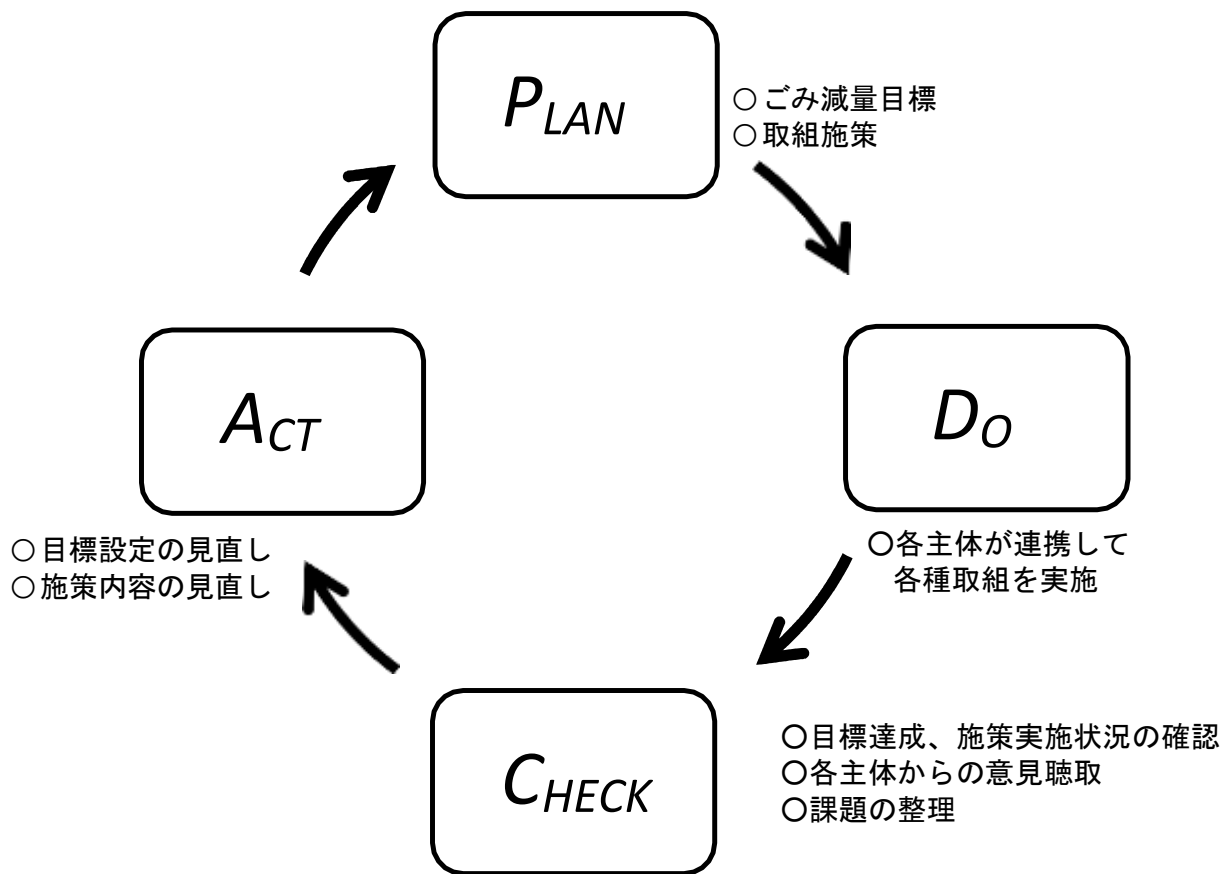 PLAN
○ごみ減量目標
○取組施策
DO
○各主体が連携して
各種取組を実施
CHECK
○目標達成、施策実施状況の確認
○各主体からの意見聴取
○課題の整理
ACT
○目標設定の見直し
○施策内容の見直し